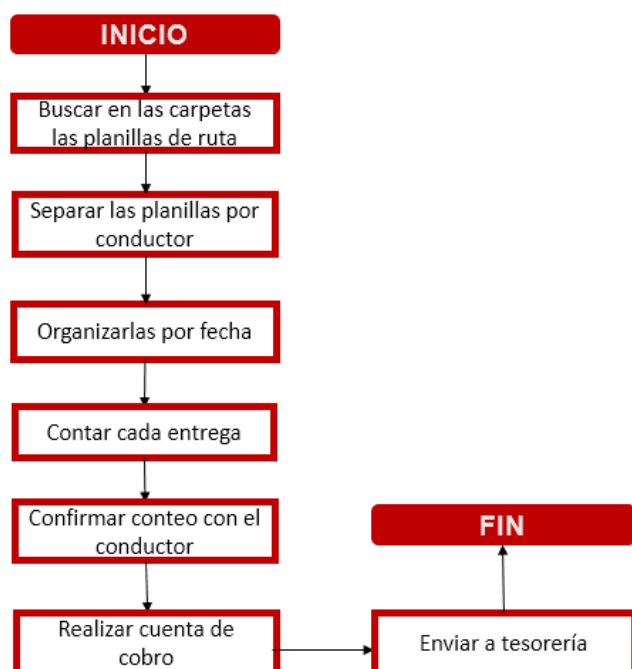 INICIO
Buscar en las carpetas
las planillas de ruta
Separar las planillas por
conductor
Organizarlas por fecha
Contar cada entrega
Confirmar conteo con el
conductor
Realizar cuenta de
cobro
Enviar a tesorería
FIN